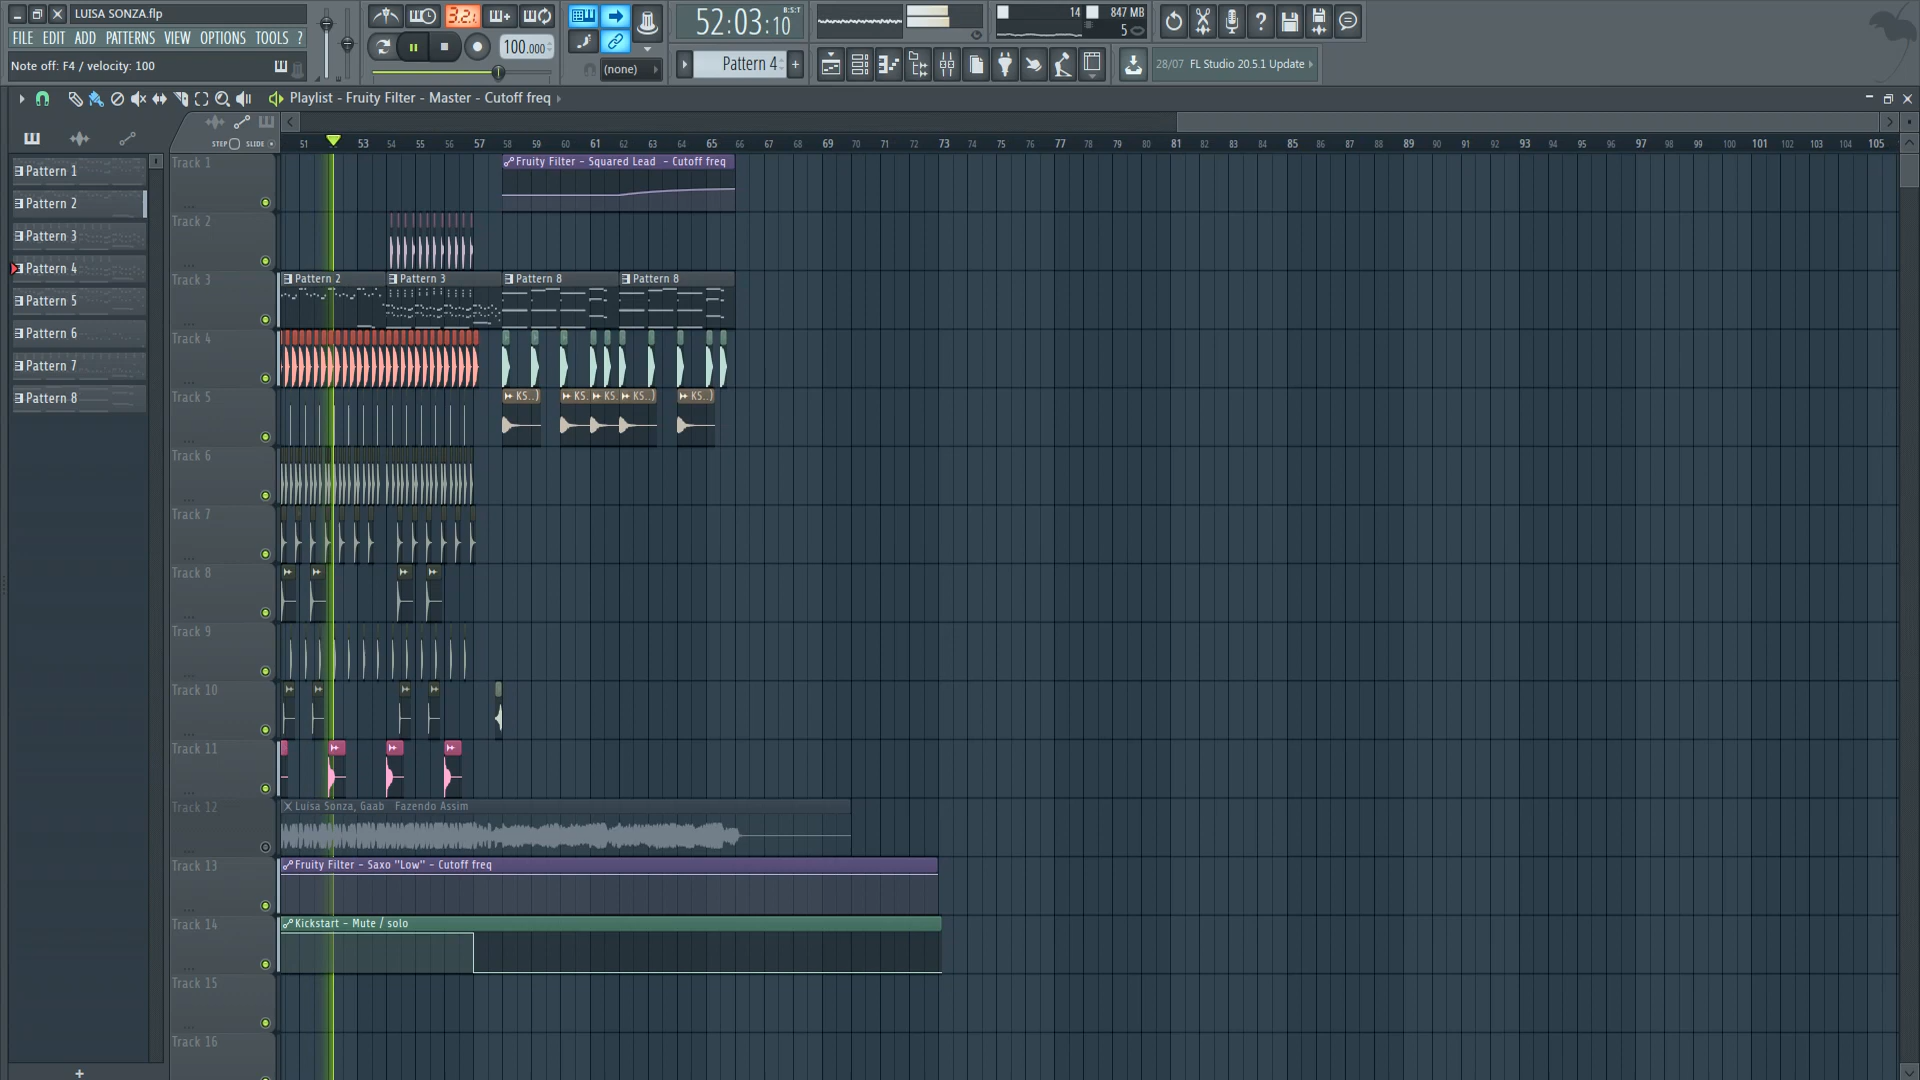 LUISA SONZA.flp
FILE EDIT ADD PATTERNS VIEW OPTIONS TOOLS ?
Note off: F4 / velocity: 100
3.2.
100.000
(none)
52:03:10
B:S:T
Pattern 4
+
14
847 MB
5
28/07 FL Studio 20.5.1 Update
Playlist - Fruity Filter - Master - Cutoff freq
STEP SLIDE
51 53 54 55 56 57 58 59 60 61 62 63 64 65 66 67 68 69 70 71 72 73 74 75 76 77 78 79 80 81 82 83 84 85 86 87 88 89 90 91 92 93 94 95 96 97 98 99 100 101 102 103 104 105
Pattern 1
Pattern 2
Pattern 3
Pattern 4
Pattern 5
Pattern 6
Pattern 7
Pattern 8
+
Track 1
Fruity Filter - Squared Lead - Cutoff freq
Track 2
Track 3
Pattern 2 Pattern 3 Pattern 8 Pattern 8
Track 4
Track 5
KS..) KS. KS. KS..) KS..)
Track 6
Track 7
Track 8
Track 9
Track 10
Track 11
Track 12
Luísa Sonza, Gaab Fazendo Assim
Track 13
Fruity Filter - Saxo "Low" - Cutoff freq
Track 14
Kickstart - Mute / solo
Track 15
Track 16